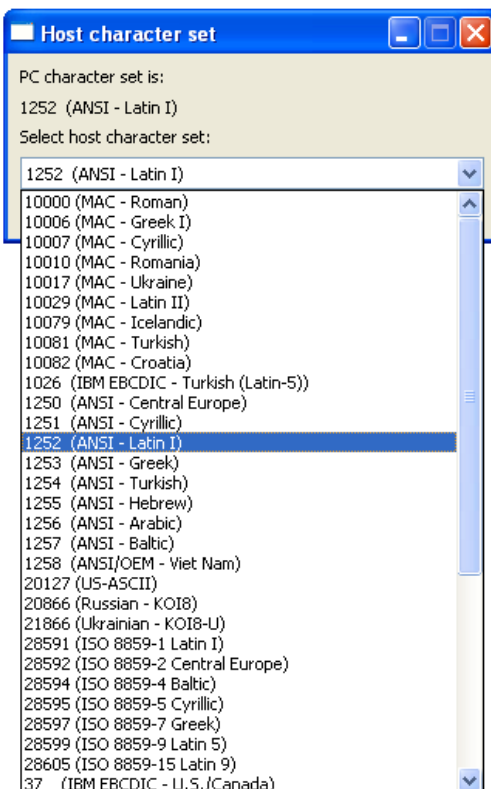 Host character set
PC character set is:
1252 (ANSI - Latin I)
Select host character set:
1252 (ANSI - Latin I)
10000 (MAC - Roman)
10006 (MAC - Greek I)
10007 (MAC - Cyrillic)
10010 (MAC - Romania)
10017 (MAC - Ukraine)
10029 (MAC - Latin II)
10079 (MAC - Icelandic)
10081 (MAC - Turkish)
10082 (MAC - Croatia)
1026 (IBM EBCDIC - Turkish (Latin-5))
1250 (ANSI - Central Europe)
1251 (ANSI - Cyrillic)
1252 (ANSI - Latin I)
1253 (ANSI - Greek)
1254 (ANSI - Turkish)
1255 (ANSI - Hebrew)
1256 (ANSI - Arabic)
1257 (ANSI - Baltic)
1258 (ANSI/OEM - Viet Nam)
20127 (US-ASCII)
20866 (Russian - KOI8)
21866 (Ukrainian - KOI8-U)
28591 (ISO 8859-1 Latin I)
28592 (ISO 8859-2 Central Europe)
28594 (ISO 8859-4 Baltic)
28595 (ISO 8859-5 Cyrillic)
28597 (ISO 8859-7 Greek)
28599 (ISO 8859-9 Latin 5)
28605 (ISO 8859-15 Latin 9)
37 (IBM EBCDIC - U.S./Canada)